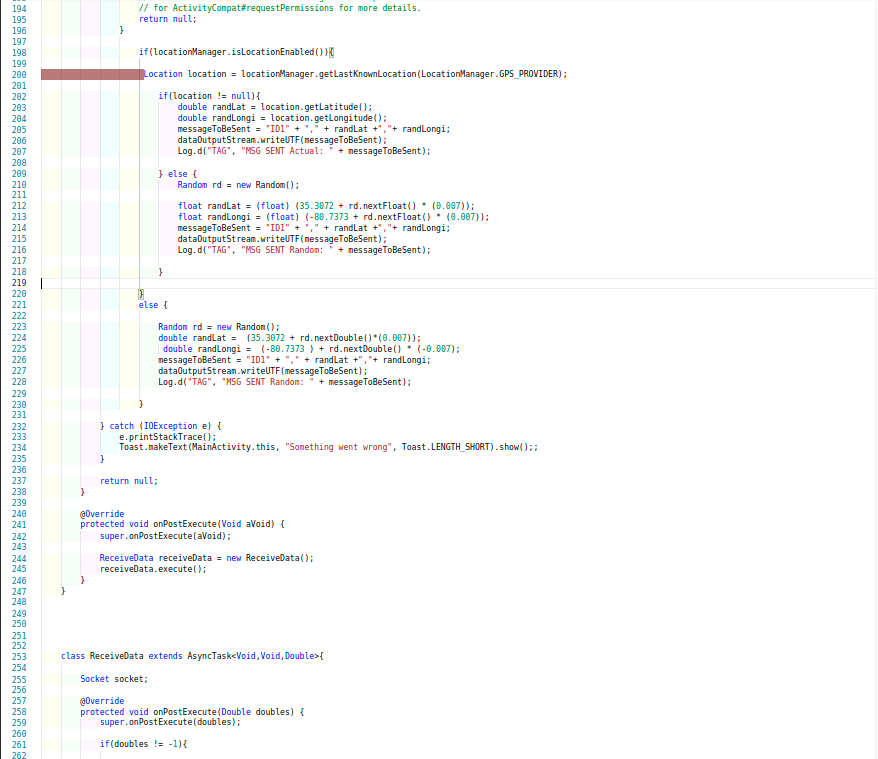 194 // for ActivityCompat#requestPermissions for more details.
195 return null;
196 }
197
198 if(locationManager.isLocationEnabled()){
199
200 Location location = locationManager.getLastKnownLocation(LocationManager.GPS_PROVIDER);
201
202 if(location != null){
203 double randLat = location.getLatitude();
204 double randLongi = location.getLongitude();
205 messageToBeSent = "ID1" + "," + randLat +","+ randLongi;
206 dataOutputStream.writeUTF(messageToBeSent);
207 Log.d("TAG", "MSG SENT Actual: " + messageToBeSent);
208
209 } else {
210 Random rd = new Random();
211
212 float randLat = (float) (35.3072 + rd.nextFloat() * (0.007));
213 float randLongi = (float) (-80.7373 + rd.nextFloat() * (0.007));
214 messageToBeSent = "ID1" + "," + randLat +","+ randLongi;
215 dataOutputStream.writeUTF(messageToBeSent);
216 Log.d("TAG", "MSG SENT Random: " + messageToBeSent);
217
218 }
219
220 }
221 else {
222
223 Random rd = new Random();
224 double randLat =  (35.3072 + rd.nextDouble()*(0.007));
225 double randLongi =  (-80.7373 ) + rd.nextDouble() * (-0.007);
226 messageToBeSent = "ID1" + "," + randLat +","+ randLongi;
227 dataOutputStream.writeUTF(messageToBeSent);
228 Log.d("TAG", "MSG SENT Random: " + messageToBeSent);
229
230 }
231
232 } catch (IOException e) {
233 e.printStackTrace();
234 Toast.makeText(MainActivity.this, "Something went wrong", Toast.LENGTH_SHORT).show();;
235 }
236
237 return null;
238 }
239
240 @Override
241 protected void onPostExecute(Void aVoid) {
242 super.onPostExecute(aVoid);
243
244 ReceiveData receiveData = new ReceiveData();
245 receiveData.execute();
246 }
247 }
248
249
250
251
252
253 class ReceiveData extends AsyncTask<Void,Void,Double>{
254
255 Socket socket;
256
257 @Override
258 protected void onPostExecute(Double doubles) {
259 super.onPostExecute(doubles);
260
261 if(doubles != -1){
262